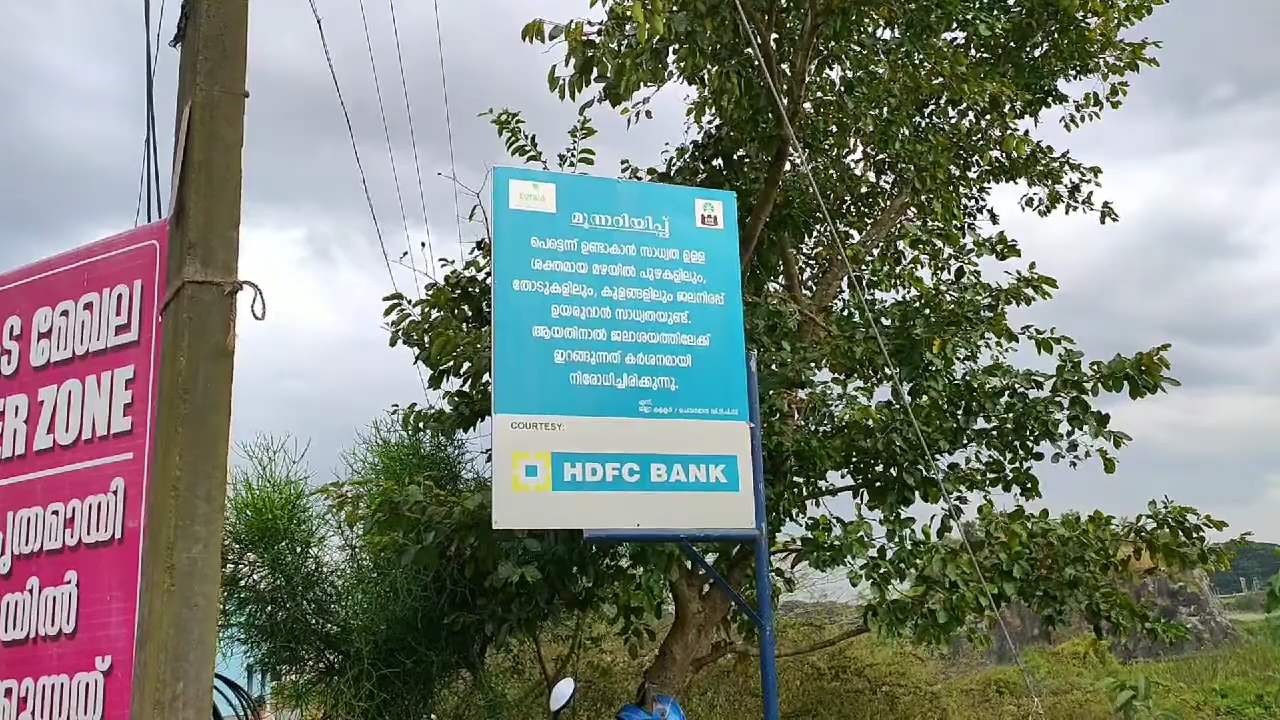 S മേഖല
ER ZONE
യിൽ
മൂന്നറിയിപ്പ്
പെട്ടെന്ന് ഉണ്ടാകാൻ സാധ്യത ഉള്ള
ശക്തമായ മഴയിൽ പുഴകളിലും,
തോടുകളിലും, കുളങ്ങളിലും ജലനിരപ്പ്
ഉയരുവാൻ സാധ്യതയുണ്ട്.
ആയതിനാൽ ജലാശയത്തിലേക്ക്
ഇറങ്ങുന്നത് കർശനമായി
നിരോധിച്ചിരിക്കുന്നു.
COURTESY:
HDFC BANK